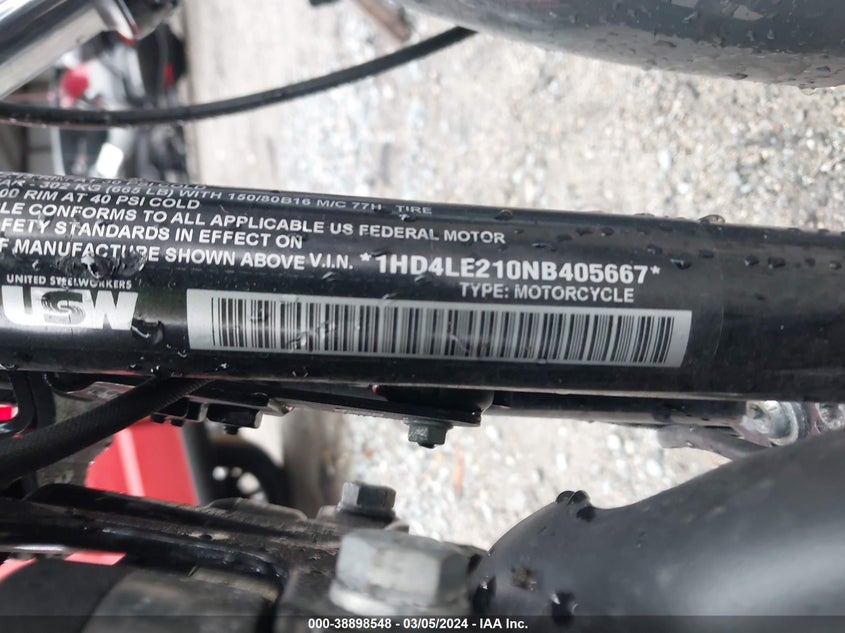 AR - 302 KG (665 LB) WITH 150/80B16 M/C 77H TIRE
00 RIM AT 40 PSI COLD
LE CONFORMS TO ALL APPLICABLE US FEDERAL MOTOR
FETY STANDARDS IN EFFECT ON
F MANUFACTURE SHOWN ABOVE V.I.N. *1HD4LE210NB405667*
TYPE: MOTORCYCLE
UNITED STEELWORKERS
USW
000-38898548 — 03/05/2024 — IAA Inc.